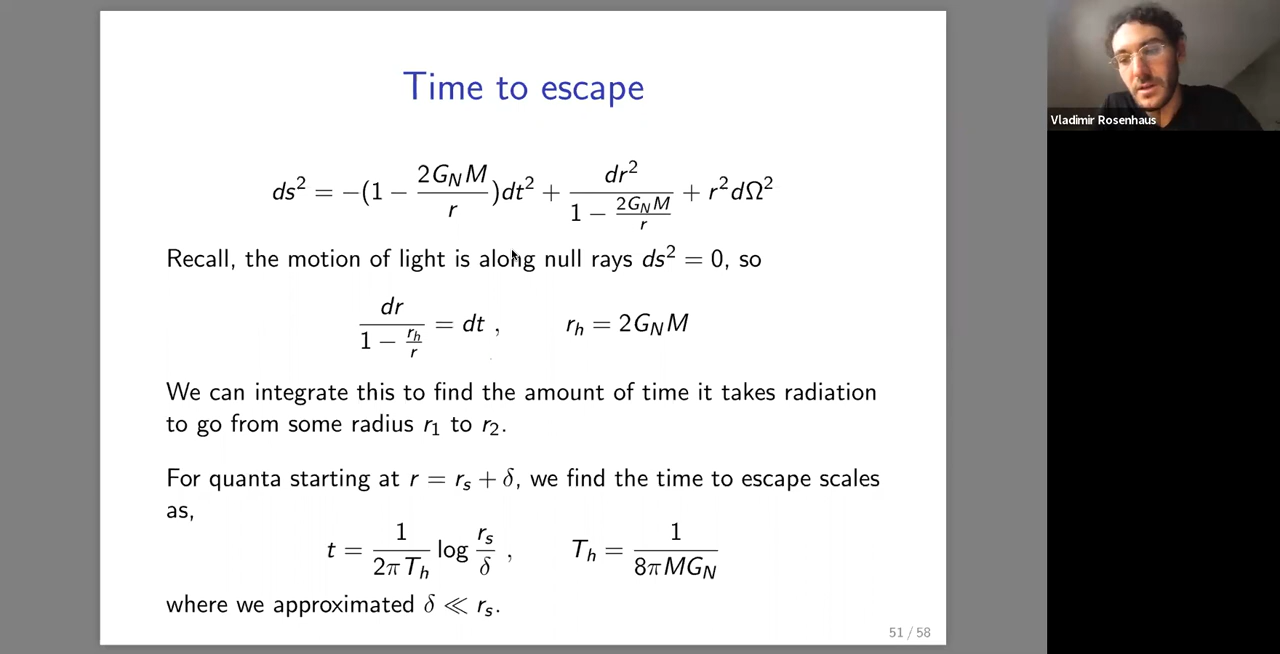 Time to escape
ds² = −(1 − 2G_N M / r)dt² + dr² / (1 − 2G_N M / r) + r²dΩ²
Recall, the motion of light is along null rays ds² = 0, so
dr / (1 − r_h / r) = dt , r_h = 2G_N M
We can integrate this to find the amount of time it takes radiation
to go from some radius r₁ to r₂.
For quanta starting at r = r_s + δ, we find the time to escape scales
as,
t = 1 / (2πT_h) log r_s / δ , T_h = 1 / (8πMG_N)
where we approximated δ ≪ r_s.
51 / 58
Vladimir Rosenhaus